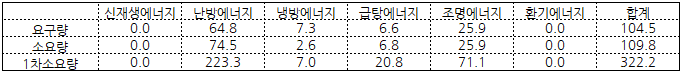 신재생에너지 난방에너지 냉방에너지 급탕에너지 조명에너지 환기에너지 합계
요구량 0.0 64.8 7.3 6.6 25.9 0.0 104.5
소요량 0.0 74.5 2.6 6.8 25.9 0.0 109.8
1차소요량 0.0 223.3 7.0 20.8 71.1 0.0 322.2